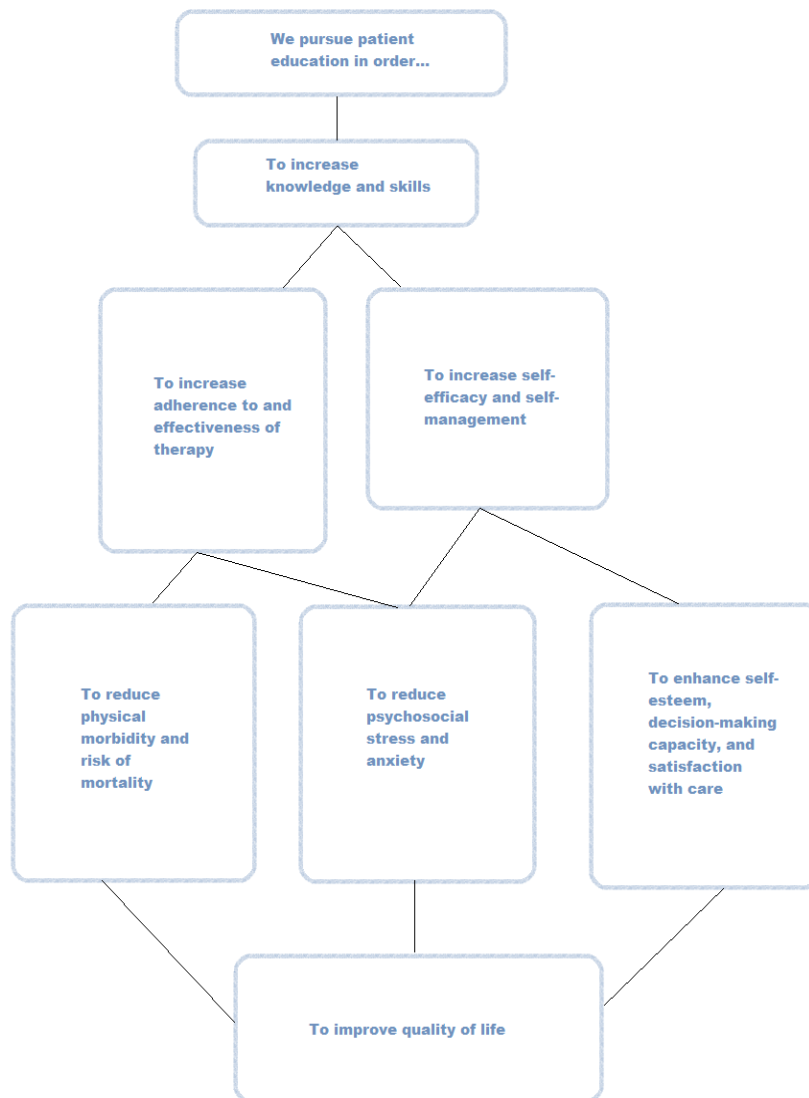 We pursue patient
education in order...
To increase
knowledge and skills
To increase
adherence to and
effectiveness of
therapy
To increase self-
efficacy and self-
management
To reduce
physical
morbidity and
risk of
mortality
To reduce
psychosocial
stress and
anxiety
To enhance self-
esteem,
decision-making
capacity, and
satisfaction
with care
To improve quality of life